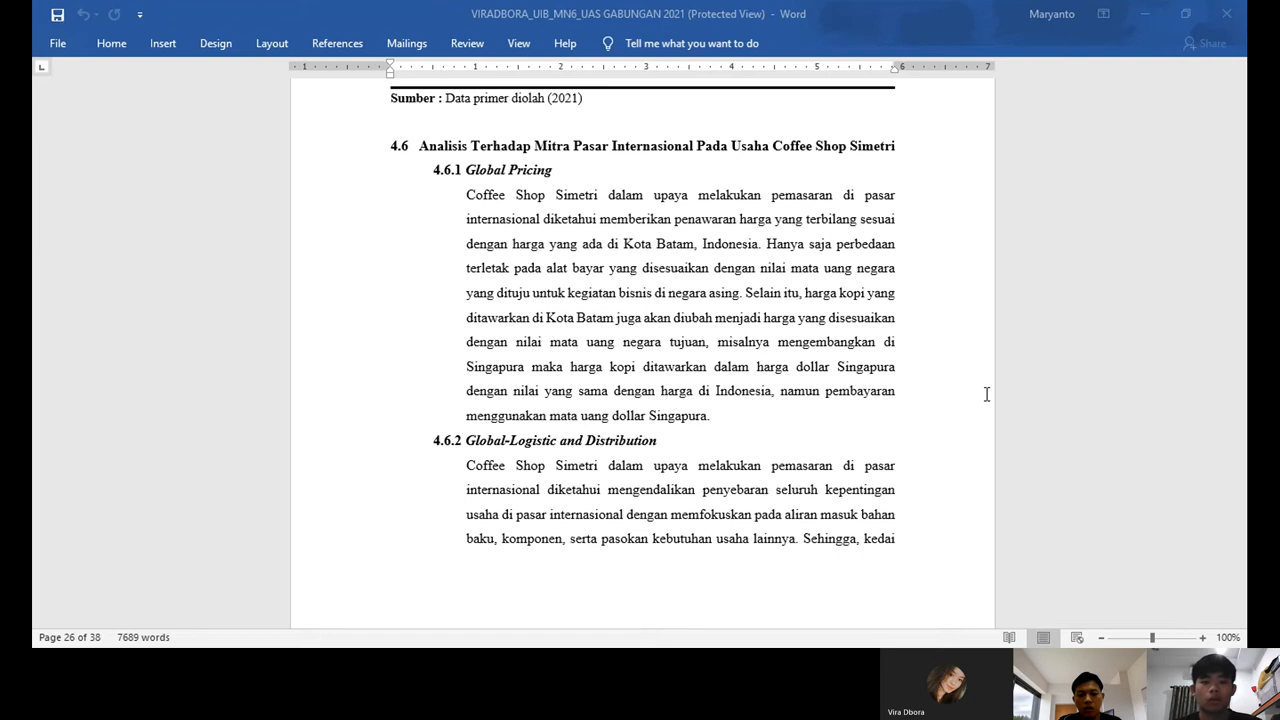 VIRADBORA_UIB_MN6_UAS GABUNGAN 2021 (Protected View) - Word
Maryanto
File Home Insert Design Layout References Mailings Review View Help Tell me what you want to do Share
1 1 2 3 4 5 6 7
Sumber : Data primer diolah (2021)
4.6 Analisis Terhadap Mitra Pasar Internasional Pada Usaha Coffee Shop Simetri
4.6.1 Global Pricing
Coffee Shop Simetri dalam upaya melakukan pemasaran di pasar
internasional diketahui memberikan penawaran harga yang terbilang sesuai
dengan harga yang ada di Kota Batam, Indonesia. Hanya saja perbedaan
terletak pada alat bayar yang disesuaikan dengan nilai mata uang negara
yang dituju untuk kegiatan bisnis di negara asing. Selain itu, harga kopi yang
ditawarkan di Kota Batam juga akan diubah menjadi harga yang disesuaikan
dengan nilai mata uang negara tujuan, misalnya mengembangkan di
Singapura maka harga kopi ditawarkan dalam harga dollar Singapura
dengan nilai yang sama dengan harga di Indonesia, namun pembayaran
menggunakan mata uang dollar Singapura.
4.6.2 Global-Logistic and Distribution
Coffee Shop Simetri dalam upaya melakukan pemasaran di pasar
internasional diketahui mengendalikan penyebaran seluruh kepentingan
usaha di pasar internasional dengan memfokuskan pada aliran masuk bahan
baku, komponen, serta pasokan kebutuhan usaha lainnya. Sehingga, kedai
Page 26 of 38 7689 words 100%
Vira Dbora